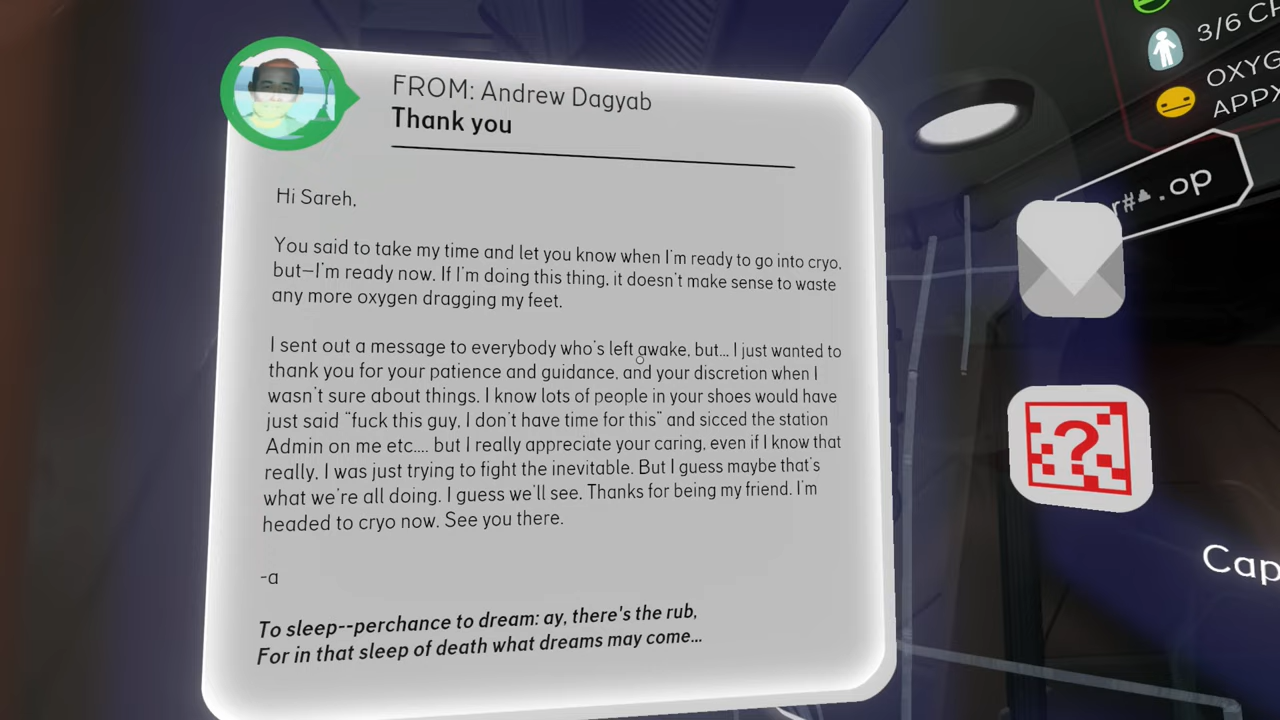 FROM: Andrew Dagyab
Thank you
Hi Sareh,
You said to take my time and let you know when I'm ready to go into cryo,
but—I'm ready now. If I'm doing this thing, it doesn't make sense to waste
any more oxygen dragging my feet.
I sent out a message to everybody who's left awake, but... I just wanted to
thank you for your patience and guidance, and your discretion when I
wasn't sure about things. I know lots of people in your shoes would have
just said "fuck this guy, I don't have time for this" and sicced the station
Admin on me etc.... but I really appreciate your caring, even if I know that
really, I was just trying to fight the inevitable. But I guess maybe that's
what we're all doing. I guess we'll see. Thanks for being my friend. I'm
headed to cryo now. See you there.
-a
To sleep--perchance to dream: ay, there's the rub,
For in that sleep of death what dreams may come...
3/6
.op
?